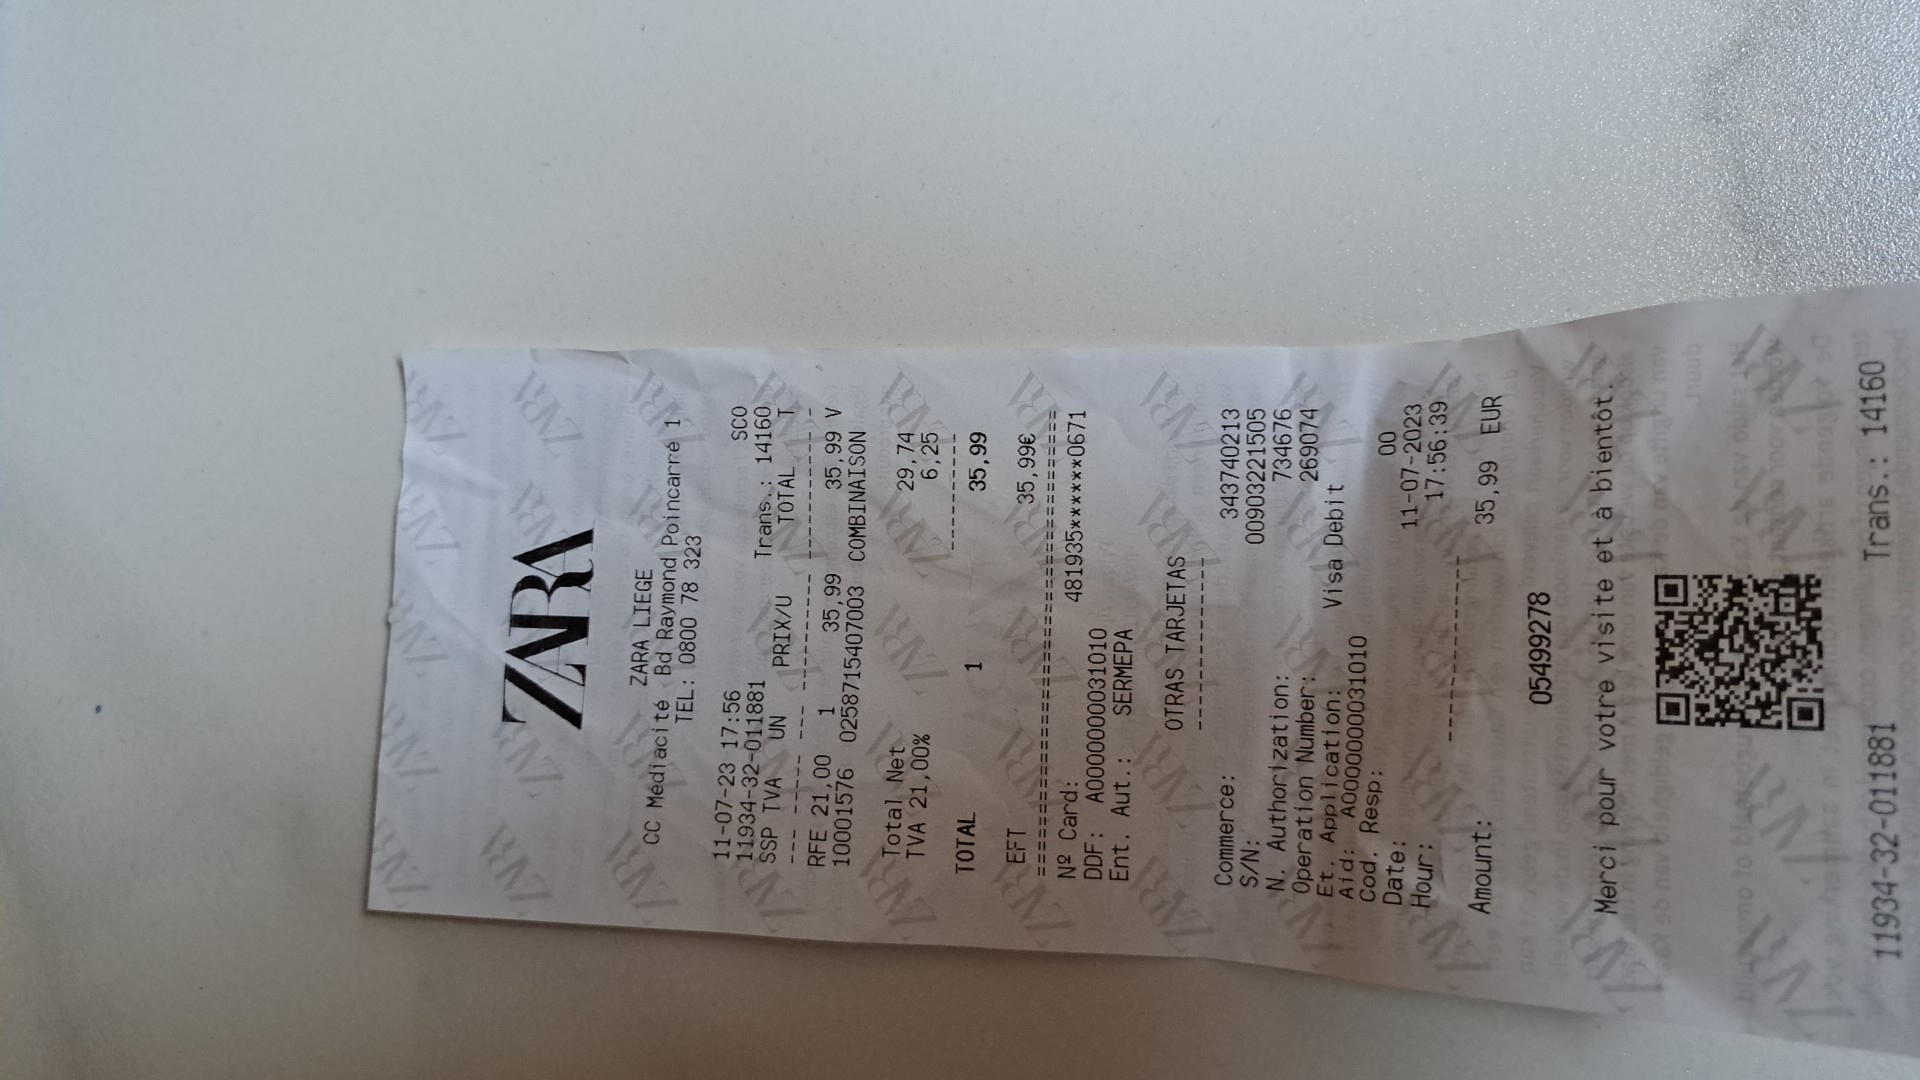 ZARA
ZARA LIEGE
CC Médiacité Bd Raymond Poincarré 1
TEL: 0800 78 323
11-07-23 17:56 SCO
11934-32-011881 Trans.: 14160
SSP TVA UN PRIX/U TOTAL T
--- ----- --- --------- ---------- -
RFE 21,00 1 35,99 35,99 V
10001576 0258715407003 COMBINAISON
Total Net 29,74
TVA 21,00% 6,25
----------
TOTAL 1 35,99
EFT 35,99€
========================================
Nº Card: 481935*******0671
DDF: A0000000031010
Ent. Aut.: SERMEPA
OTRAS TARJETAS
---------------
Commerce: 343740213
S/N: 009032221505
N. Authorization: 734676
Operation Number: 269074
Et. Application: Visa Debit
Aid: A0000000031010
Cod. Resp: 00
Date: 11-07-2023
Hour: 17:56:39
----------------
Amount: 35,99 EUR
05499278
Merci pour votre visite et à bientôt.
11934-32-011881 Trans.: 14160